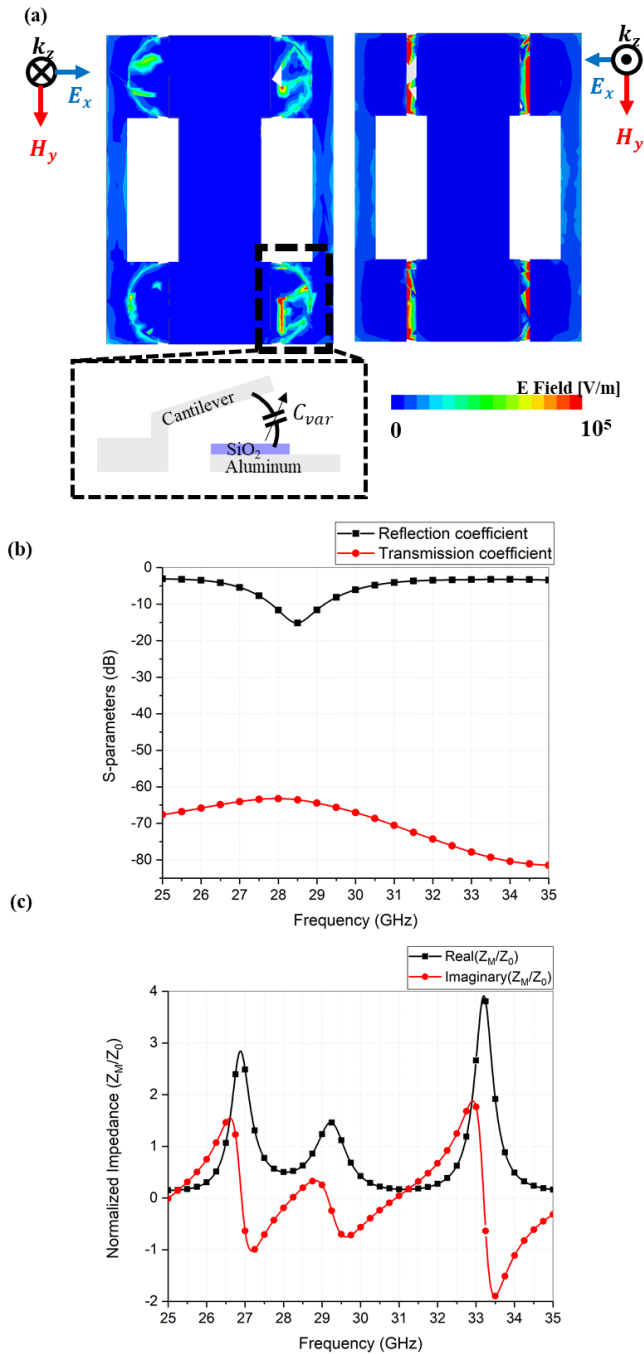 (a)
k_z
E_x
H_y
k_z
E_x
H_y
Cantilever
C_var
SiO₂
Aluminum
E Field [V/m]
0 10⁵
(b)
Reflection coefficient
Transmission coefficient
0
-10
-20
-30
-40
-50
-60
-70
-80
S-parameters (dB)
25 26 27 28 29 30 31 32 33 34 35
Frequency (GHz)
(c)
Real(Z_M/Z_0)
Imaginary(Z_M/Z_0)
4
3
2
1
0
-1
-2
Normalized Impedance (Z_M/Z_0)
25 26 27 28 29 30 31 32 33 34 35
Frequency (GHz)